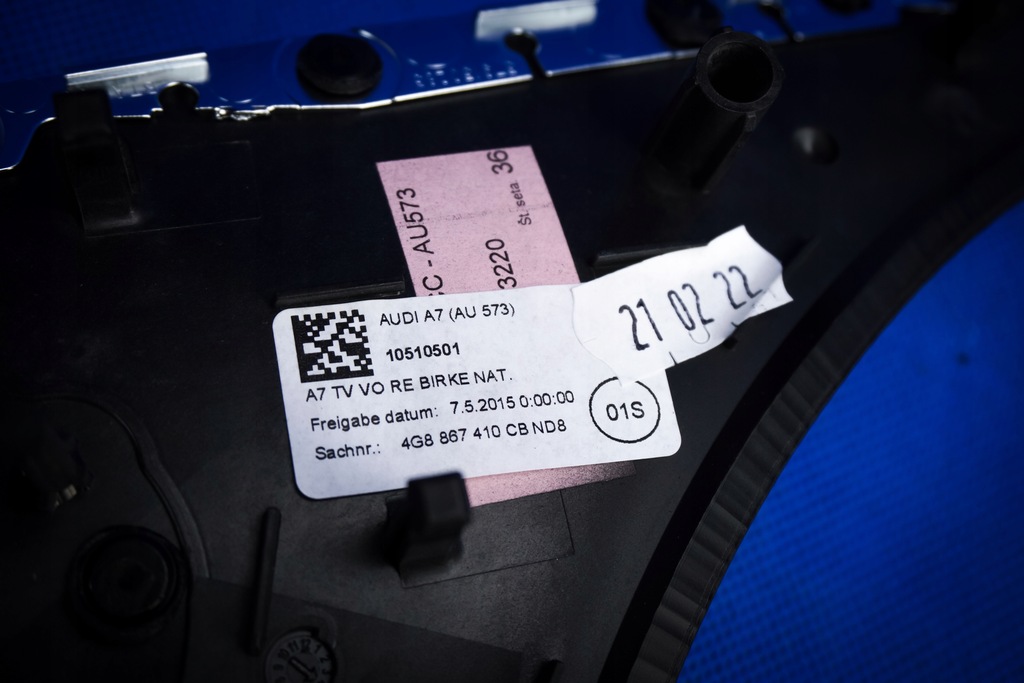 CC - AU573
3220
St. seta 36
21 02 22
AUDI A7 (AU 573)
10510501
A7 TV VO RE BIRKE NAT.
Freigabe datum: 7.5.2015 0:00:00
Sachnr.: 4G8 867 410 CB ND8
01S